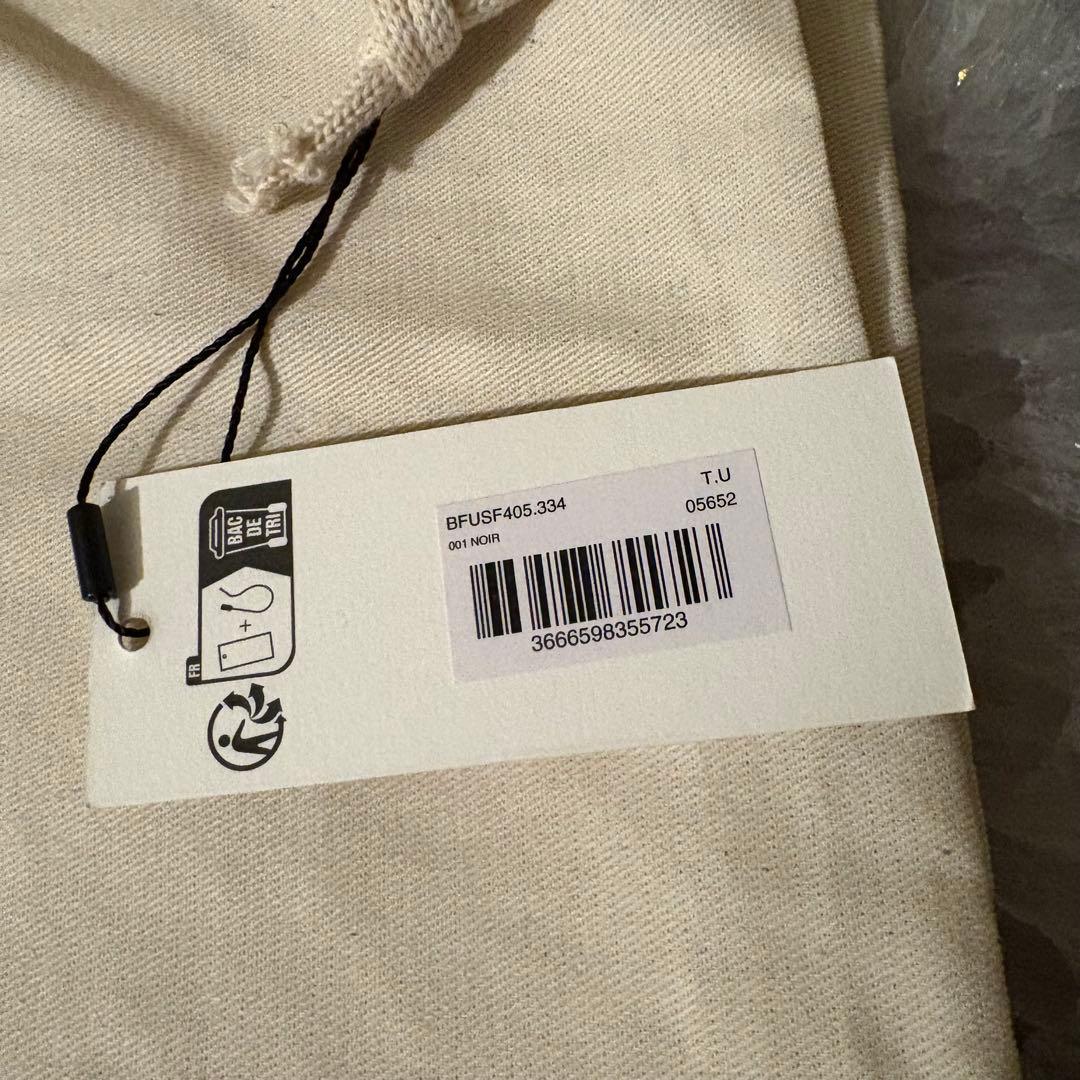 BAC
DE
TRI
FR
BFUSF405.334
T.U
001 NOIR
05652
3666598355723